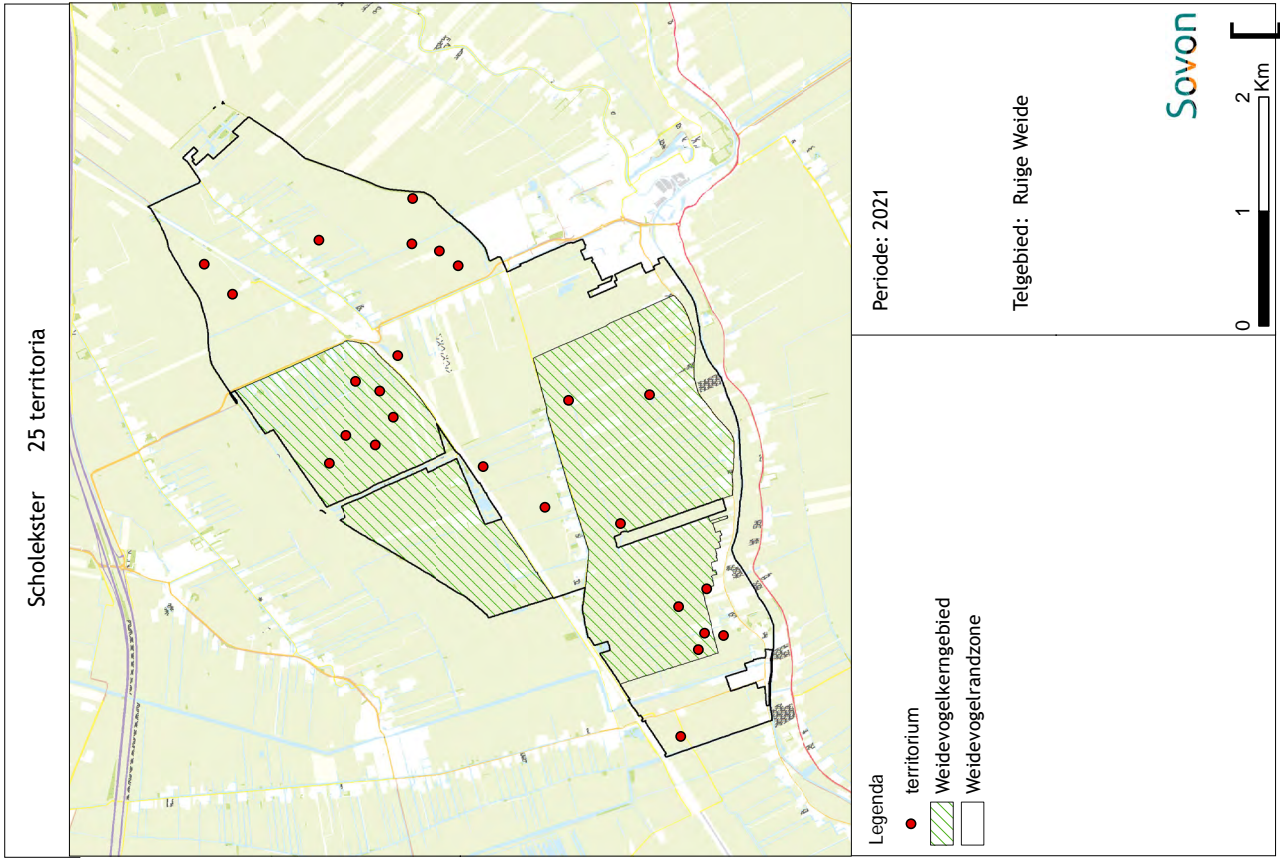 Scholekster 25 territoria
Legenda
territorium
Weidevogelkerngebied
Weidevogelrandzone
Periode: 2021
Telgebied: Ruige Weide
Sovon
0 1 2
Km